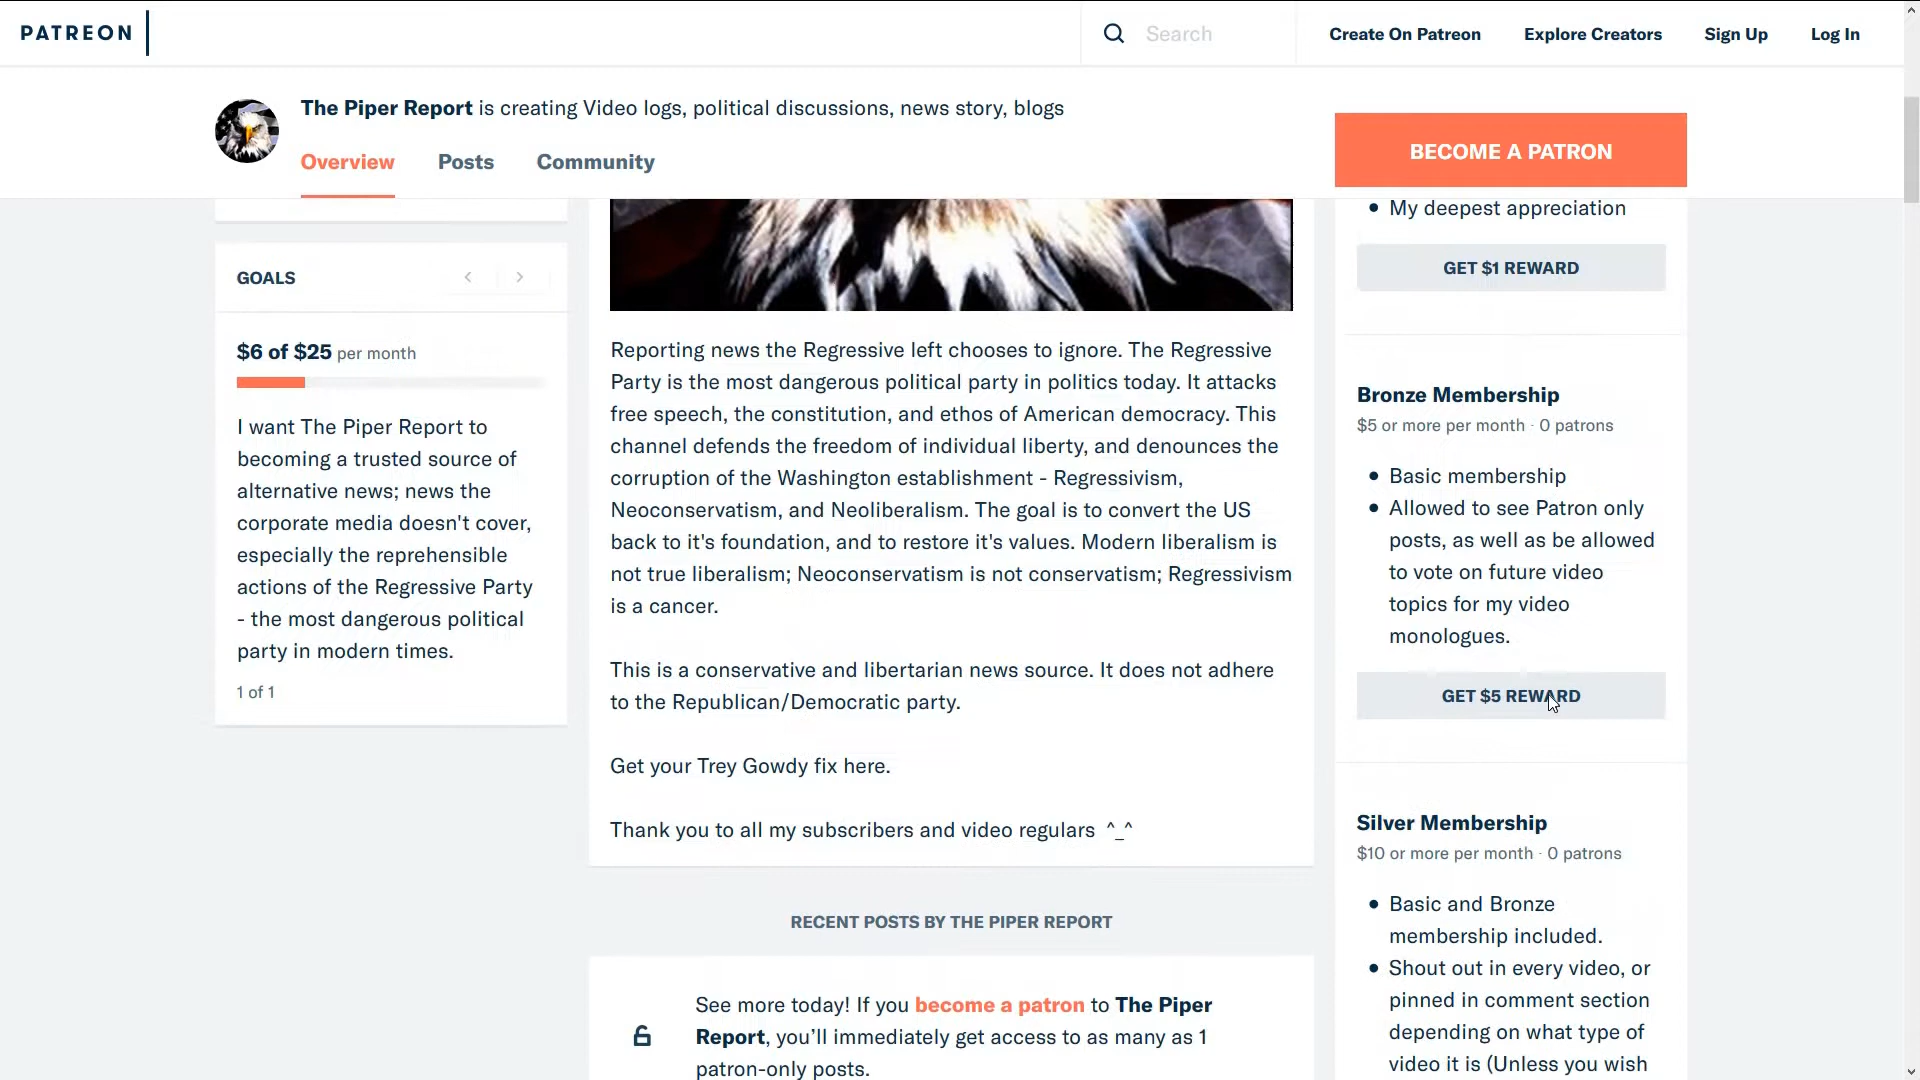 PATREON
Search
Create On Patreon
Explore Creators
Sign Up
Log In
The Piper Report is creating Video logs, political discussions, news story, blogs
Overview
Posts
Community
BECOME A PATRON
GOALS
$6 of $25 per month
I want The Piper Report to
becoming a trusted source of
alternative news; news the
corporate media doesn't cover,
especially the reprehensible
actions of the Regressive Party
- the most dangerous political
party in modern times.
1 of 1
Reporting news the Regressive left chooses to ignore. The Regressive
Party is the most dangerous political party in politics today. It attacks
free speech, the constitution, and ethos of American democracy. This
channel defends the freedom of individual liberty, and denounces the
corruption of the Washington establishment - Regressivism,
Neoconservatism, and Neoliberalism. The goal is to convert the US
back to it's foundation, and to restore it's values. Modern liberalism is
not true liberalism; Neoconservatism is not conservatism; Regressivism
is a cancer.
This is a conservative and libertarian news source. It does not adhere
to the Republican/Democratic party.
Get your Trey Gowdy fix here.
Thank you to all my subscribers and video regulars ^_^
RECENT POSTS BY THE PIPER REPORT
See more today! If you become a patron to The Piper
Report, you’ll immediately get access to as many as 1
patron-only posts.
My deepest appreciation
GET $1 REWARD
Bronze Membership
$5 or more per month · 0 patrons
Basic membership
Allowed to see Patron only
posts, as well as be allowed
to vote on future video
topics for my video
monologues.
GET $5 REWARD
Silver Membership
$10 or more per month · 0 patrons
Basic and Bronze
membership included.
Shout out in every video, or
pinned in comment section
depending on what type of
video it is (Unless you wish